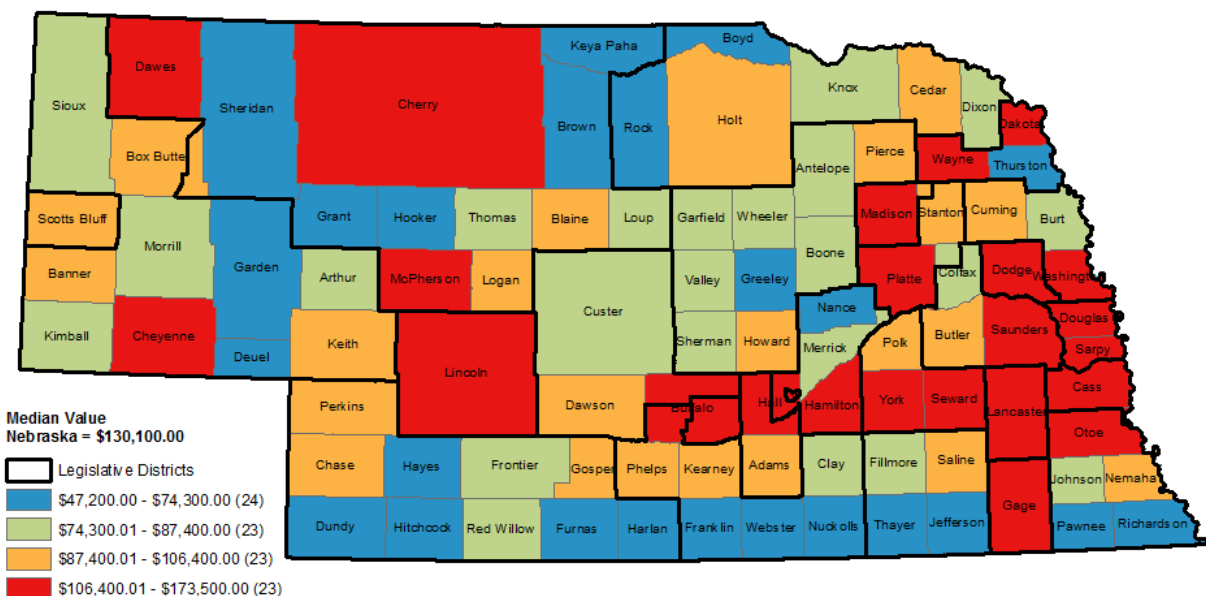 Keya Paha
Boyd
Dawes
Knox
Cedar
Sioux
Sheridan
Cherry
Dixon
Brown
Rock
Holt
Dakota
Box Butte
Pierce
Wayne
Antelope
Thurston
Scotts Bluff
Grant
Hooker
Thomas
Blaine
Loup
Garfield
Wheeler
Madison
Stanton
Cuming
Burt
Morrill
Boone
Banner
Garden
Arthur
McPherson
Logan
Valley
Greeley
Platte
Colfax
Dodge
Washington
Custer
Nance
Kimball
Cheyenne
Douglas
Saunders
Deuel
Keith
Sherman
Howard
Merrick
Polk
Butler
Sarpy
Lincoln
Cass
Perkins
Dawson
Buffalo
Hall
Hamilton
York
Seward
Lancaster
Otoe
Median Value
Nebraska = $130,100.00
Chase
Hayes
Frontier
Gosper
Phelps
Kearney
Adams
Clay
Fillmore
Saline
Johnson
Nemaha
Legislative Districts
Gage
$47,200.00 - $74,300.00 (24)
Dundy
Hitchcock
Red Willow
Furnas
Harlan
Franklin
Webster
Nuckolls
Thayer
Jefferson
Pawnee
Richardson
$74,300.01 - $87,400.00 (23)
$87,400.01 - $106,400.00 (23)
$106,400.01 - $173,500.00 (23)